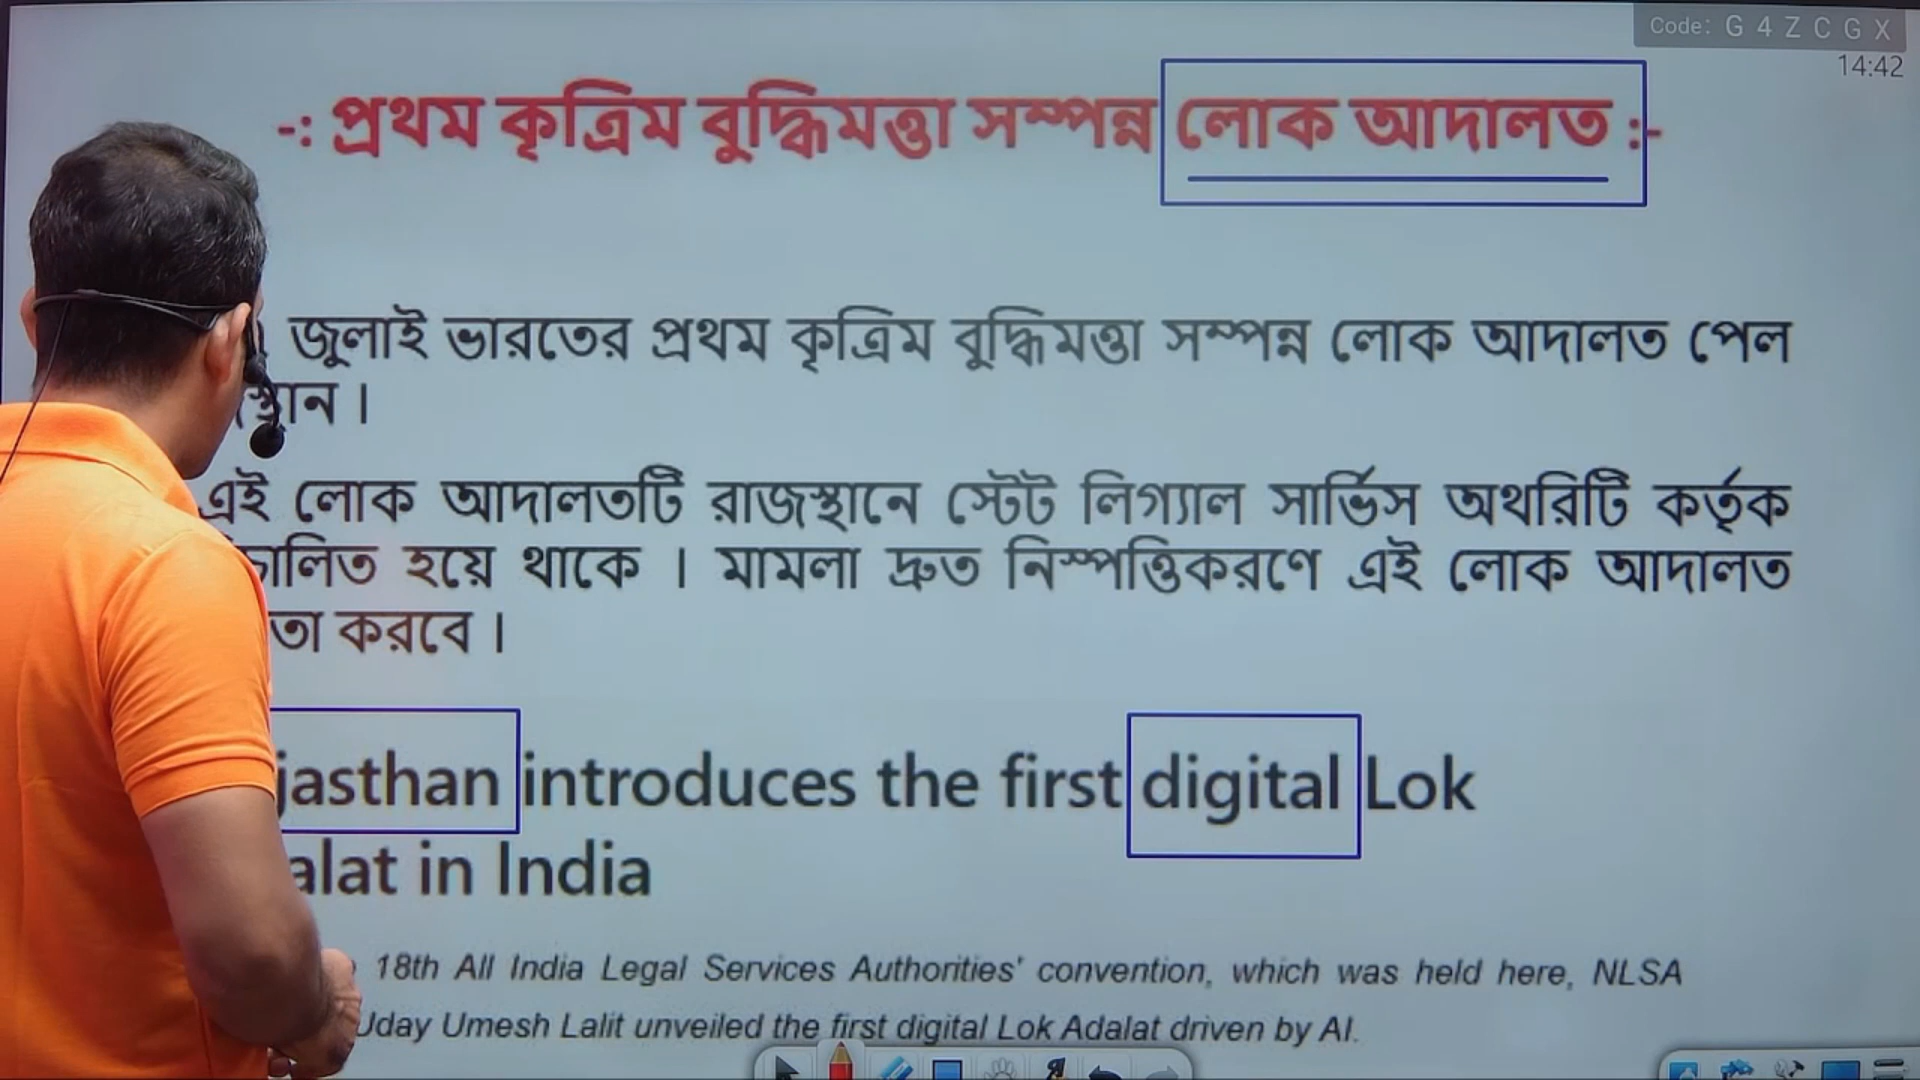 Code: G 4 Z C G X
14:42
-: প্রথম কৃত্রিম বুদ্ধিমত্তা সম্পন্ন লোক আদালত :-
জুলাই ভারতের প্রথম কৃত্রিম বুদ্ধিমত্তা সম্পন্ন লোক আদালত পেল
এই লোক আদালতটি রাজস্থানে স্টেট লিগ্যাল সার্ভিস অথরিটি কর্তৃক
হয়ে থাকে । মামলা দ্রুত নিস্পত্তিকরণে এই লোক আদালত
করবে ।
jasthan introduces the first digital Lok
alat in India
18th All India Legal Services Authorities' convention, which was held here, NLSA
Uday Umesh Lalit unveiled the first digital Lok Adalat driven by AI.